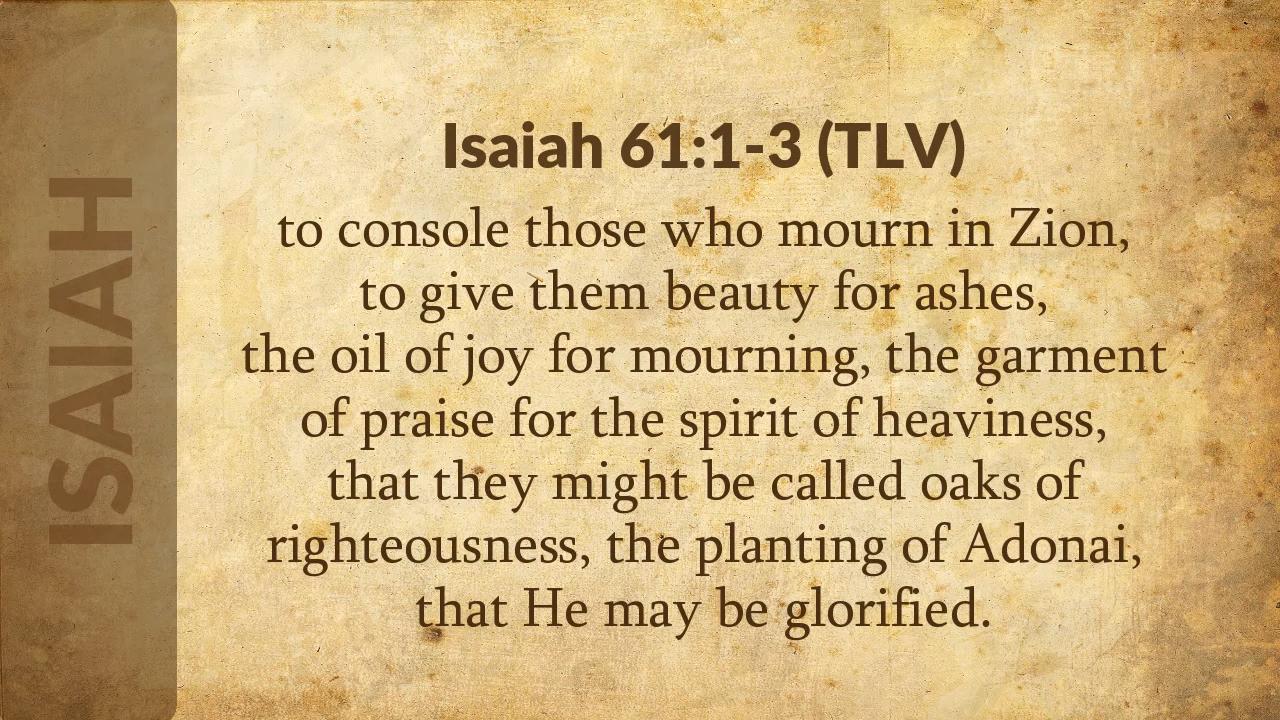 ISAIAH
Isaiah 61:1-3 (TLV)
to console those who mourn in Zion,
to give them beauty for ashes,
the oil of joy for mourning, the garment
of praise for the spirit of heaviness,
that they might be called oaks of
righteousness, the planting of Adonai,
that He may be glorified.